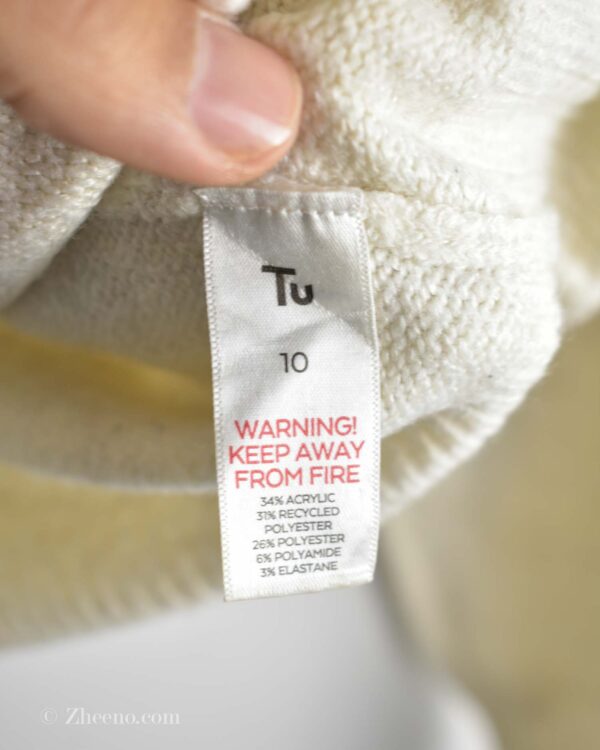 Tu
10
WARNING!
KEEP AWAY
FROM FIRE
34% ACRYLIC
31% RECYCLED
POLYESTER
26% POLYESTER
6% POLYAMIDE
3% ELASTANE
© Zheeno.com